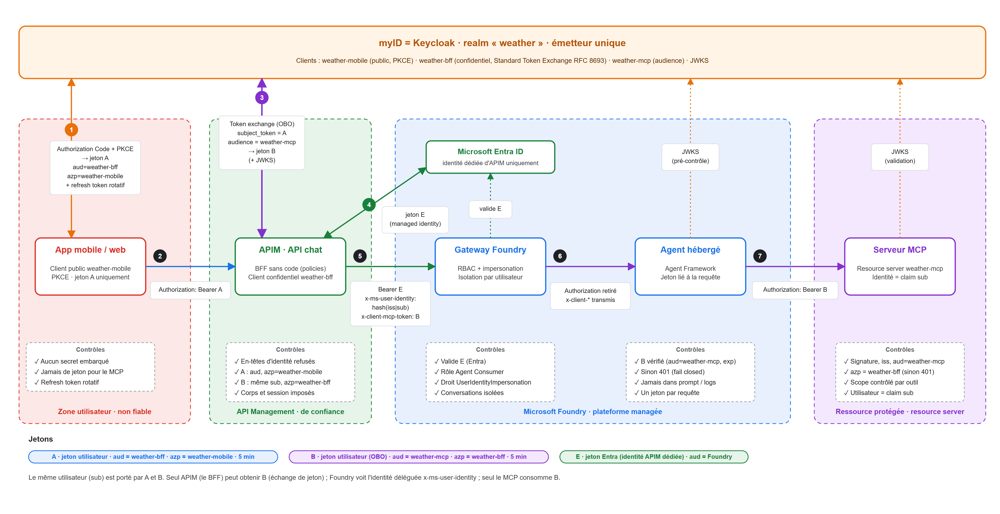 myID = Keycloak · realm « weather » · émetteur unique
Clients : weather-mobile (public, PKCE) · weather-bff (confidentiel, Standard Token Exchange RFC 8693) · weather-mcp (audience) · JWKS
1
Authorization Code + PKCE
→ jeton A
aud=weather-bff
azp=weather-mobile
+ refresh token rotatif
3
Token exchange (OBO)
subject_token = A
audience = weather-mcp
→ jeton B
(+ JWKS)
Microsoft Entra ID
identité dédiée d'APIM uniquement
4
jeton E
(managed identity)
valide E
JWKS
(pré-contrôle)
JWKS
(validation)
App mobile / web
Client public weather-mobile
PKCE · jeton A uniquement
2
Authorization: Bearer A
APIM · API chat
BFF sans code (policies)
Client confidentiel weather-bff
5
Bearer E
x-ms-user-identity:
hash(iss|sub)
x-client-mcp-token: B
Gateway Foundry
RBAC + impersonation
Isolation par utilisateur
6
Authorization retiré
x-client-* transmis
Agent hébergé
Agent Framework
Jeton lié à la requête
7
Authorization: Bearer B
Serveur MCP
Resource server weather-mcp
Identité = claim sub
Contrôles
✓ Aucun secret embarqué
✓ Jamais de jeton pour le MCP
✓ Refresh token rotatif
Zone utilisateur · non fiable
Contrôles
✓ En-têtes d'identité refusés
✓ A : aud, azp=weather-mobile
✓ B : même sub, azp=weather-bff
✓ Corps et session imposés
API Management · de confiance
Contrôles
✓ Valide E (Entra)
✓ Rôle Agent Consumer
✓ Droit UserIdentityImpersonation
✓ Conversations isolées
Contrôles
✓ B vérifié (aud=weather-mcp, exp)
✓ Sinon 401 (fail closed)
✓ Jamais dans prompt / logs
✓ Un jeton par requête
Microsoft Foundry · plateforme managée
Contrôles
✓ Signature, iss, aud=weather-mcp
✓ azp = weather-bff (sinon 401)
✓ Scope contrôlé par outil
✓ Utilisateur = claim sub
Ressource protégée · resource server
Jetons
A · jeton utilisateur · aud = weather-bff · azp = weather-mobile · 5 min
B · jeton utilisateur (OBO) · aud = weather-mcp · azp = weather-bff · 5 min
E · jeton Entra (identité APIM dédiée) · aud = Foundry
Le même utilisateur (sub) est porté par A et B. Seul APIM (le BFF) peut obtenir B (échange de jeton) ; Foundry voit l'identité déléguée x-ms-user-identity ; seul le MCP consomme B.